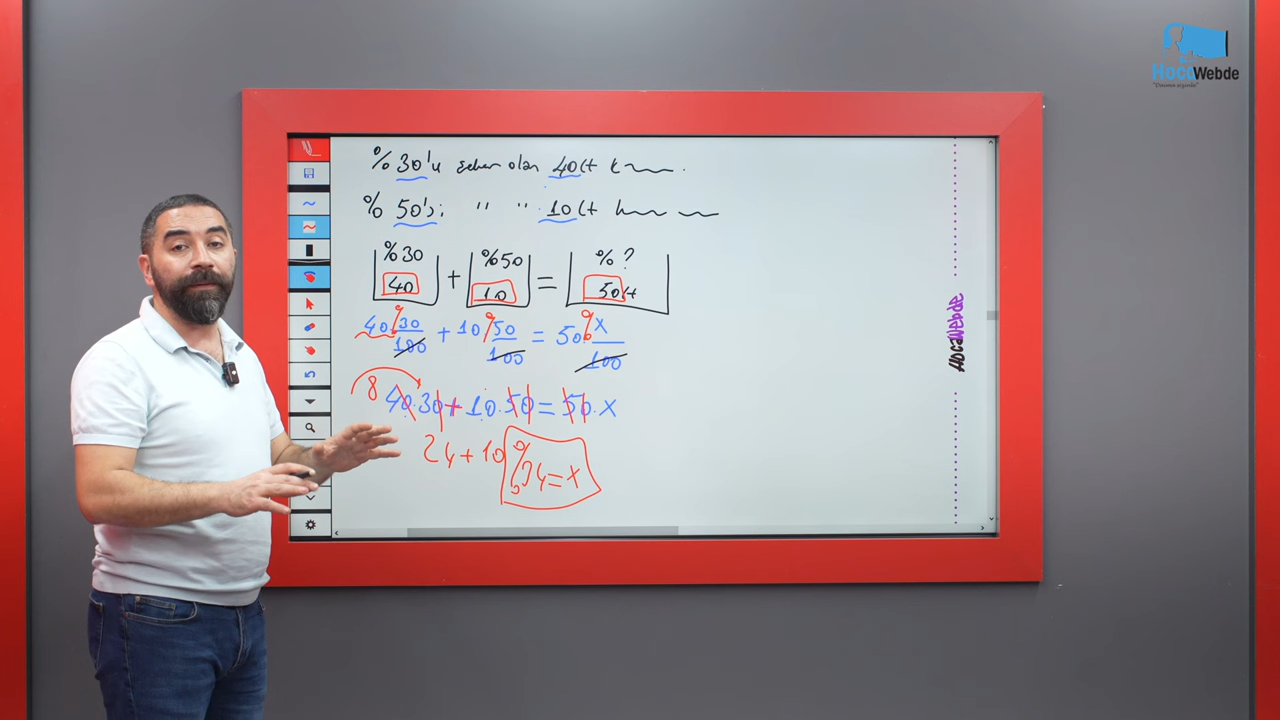 HocaWebde
%30'u şeker olan 40lt k
%50'si " " 10lt k
%30 %50 %?
40 + 10 = 50lt
40.30/100 + 10.50/100 = 50.x/100
8
40.30 + 10.50 = 50.x
24+10
%34=x
HOCAWEBDE